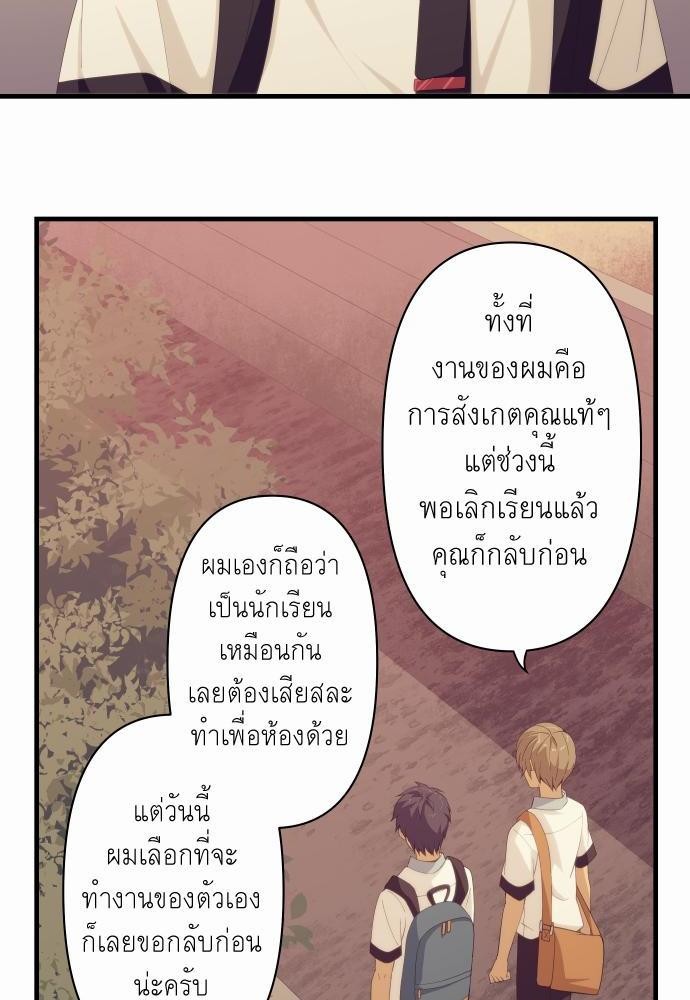 ทั้งที่
งานของผมคือ
การสังเกตคุณแท้ๆ
แต่ช่วงนี้
พอเลิกเรียนแล้ว
คุณก็กลับก่อน
ผมเองก็ถือว่า
เป็นนักเรียน
เหมือนกัน
เลยต้องเสียสละ
ทำเพื่อห้องด้วย
แต่วันนี้
ผมเลือกที่จะ
ทำงานของตัวเอง
ก็เลยขอกลับก่อน
น่ะครับ